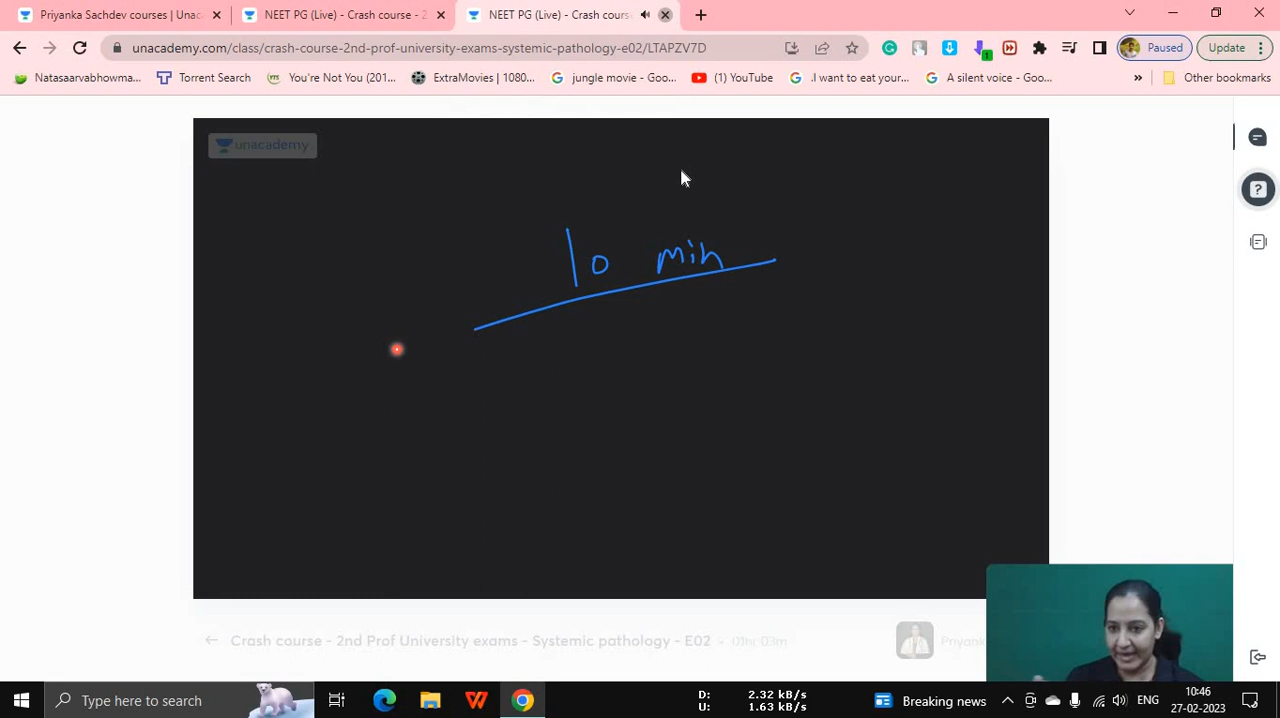 Priyanka Sachdev courses | Unac
NEET PG (Live) - Crash course - 2
NEET PG (Live) - Crash cours
unacademy.com/class/crash-course-2nd-prof-university-exams-systemic-pathology-e02/LTAPZV7D
1
Paused
Update
Natasaarvabhowma...
Torrent Search
You're Not You (201...
ExtraMovies | 1080...
jungle movie - Goo...
(1) YouTube
.I want to eat your...
A silent voice - Goo...
»
Other bookmarks
unacademy
10 min
Crash course - 2nd Prof University exams - Systemic pathology - E02 • 01hr 03m
Priyan
Type here to search
D: 2.32 kB/s
U: 1.63 kB/s
Breaking news
ENG
10:46
27-02-2023